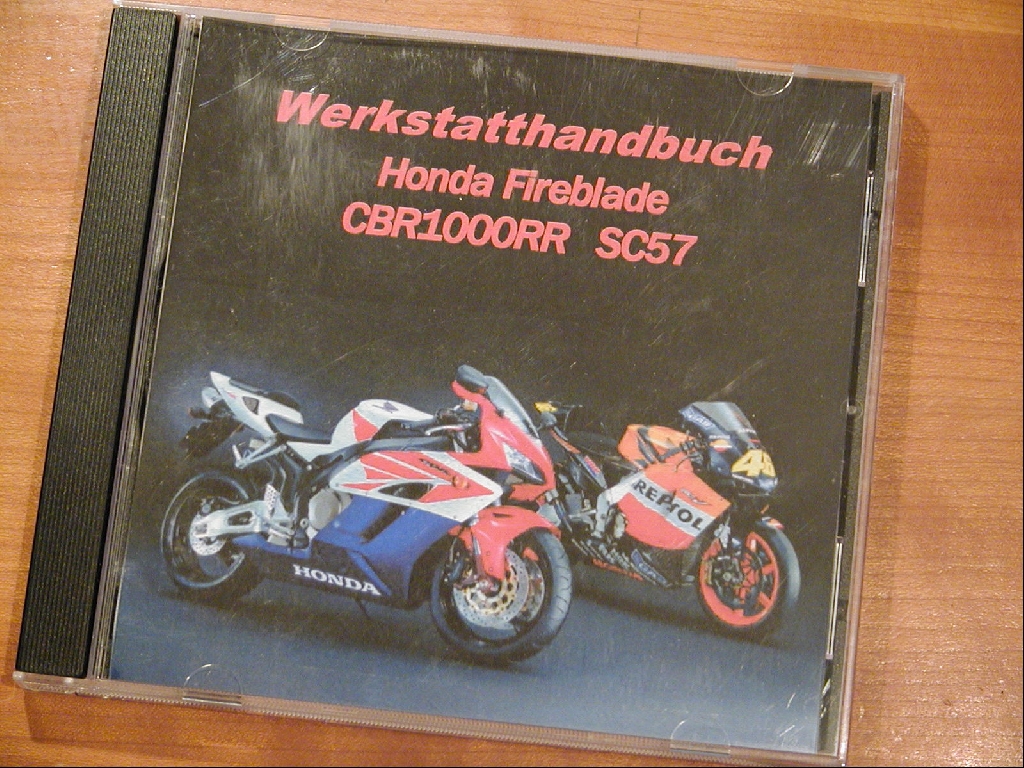 Werkstatthandbuch
Honda Fireblade
CBR1000RR SC57
HONDA
REPSOL